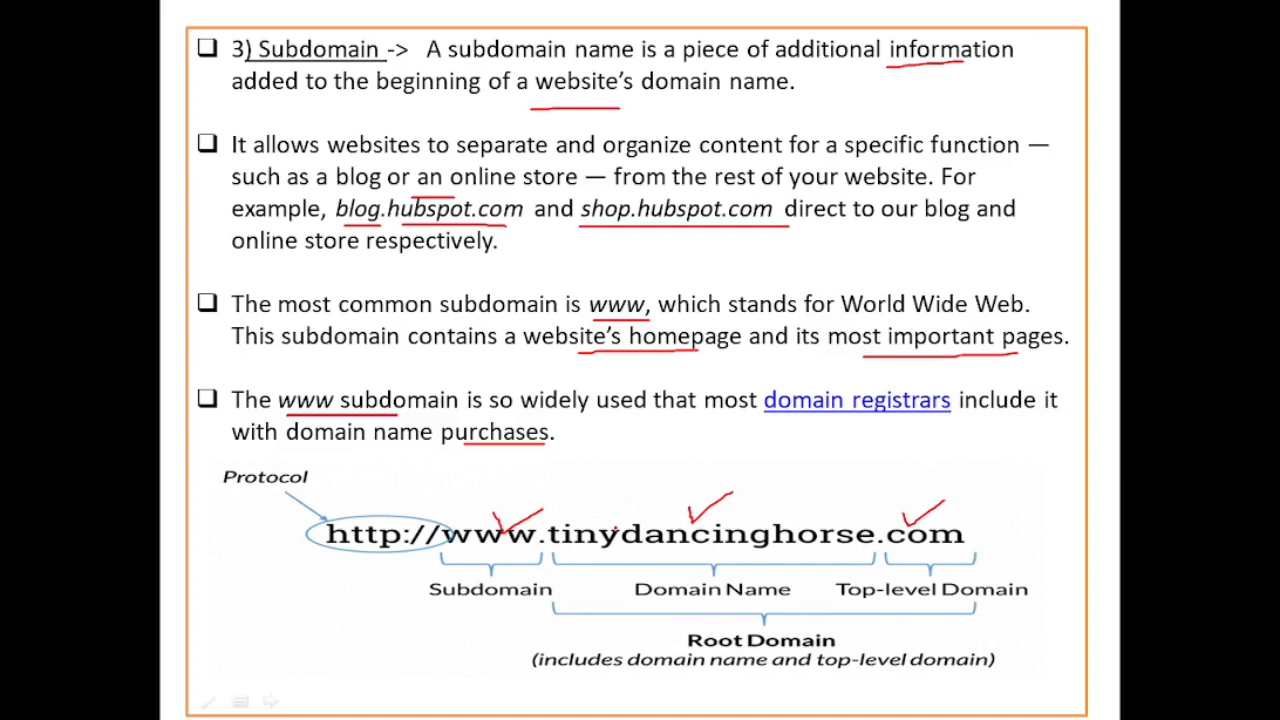 ❑ 3) Subdomain -> A subdomain name is a piece of additional information
added to the beginning of a website’s domain name.
❑ It allows websites to separate and organize content for a specific function —
such as a blog or an online store — from the rest of your website. For
example, blog.hubspot.com and shop.hubspot.com direct to our blog and
online store respectively.
❑ The most common subdomain is www, which stands for World Wide Web.
This subdomain contains a website’s homepage and its most important pages.
❑ The www subdomain is so widely used that most domain registrars include it
with domain name purchases.
Protocol
http://www.tinydancinghorse.com
Subdomain Domain Name Top-level Domain
Root Domain
(includes domain name and top-level domain)